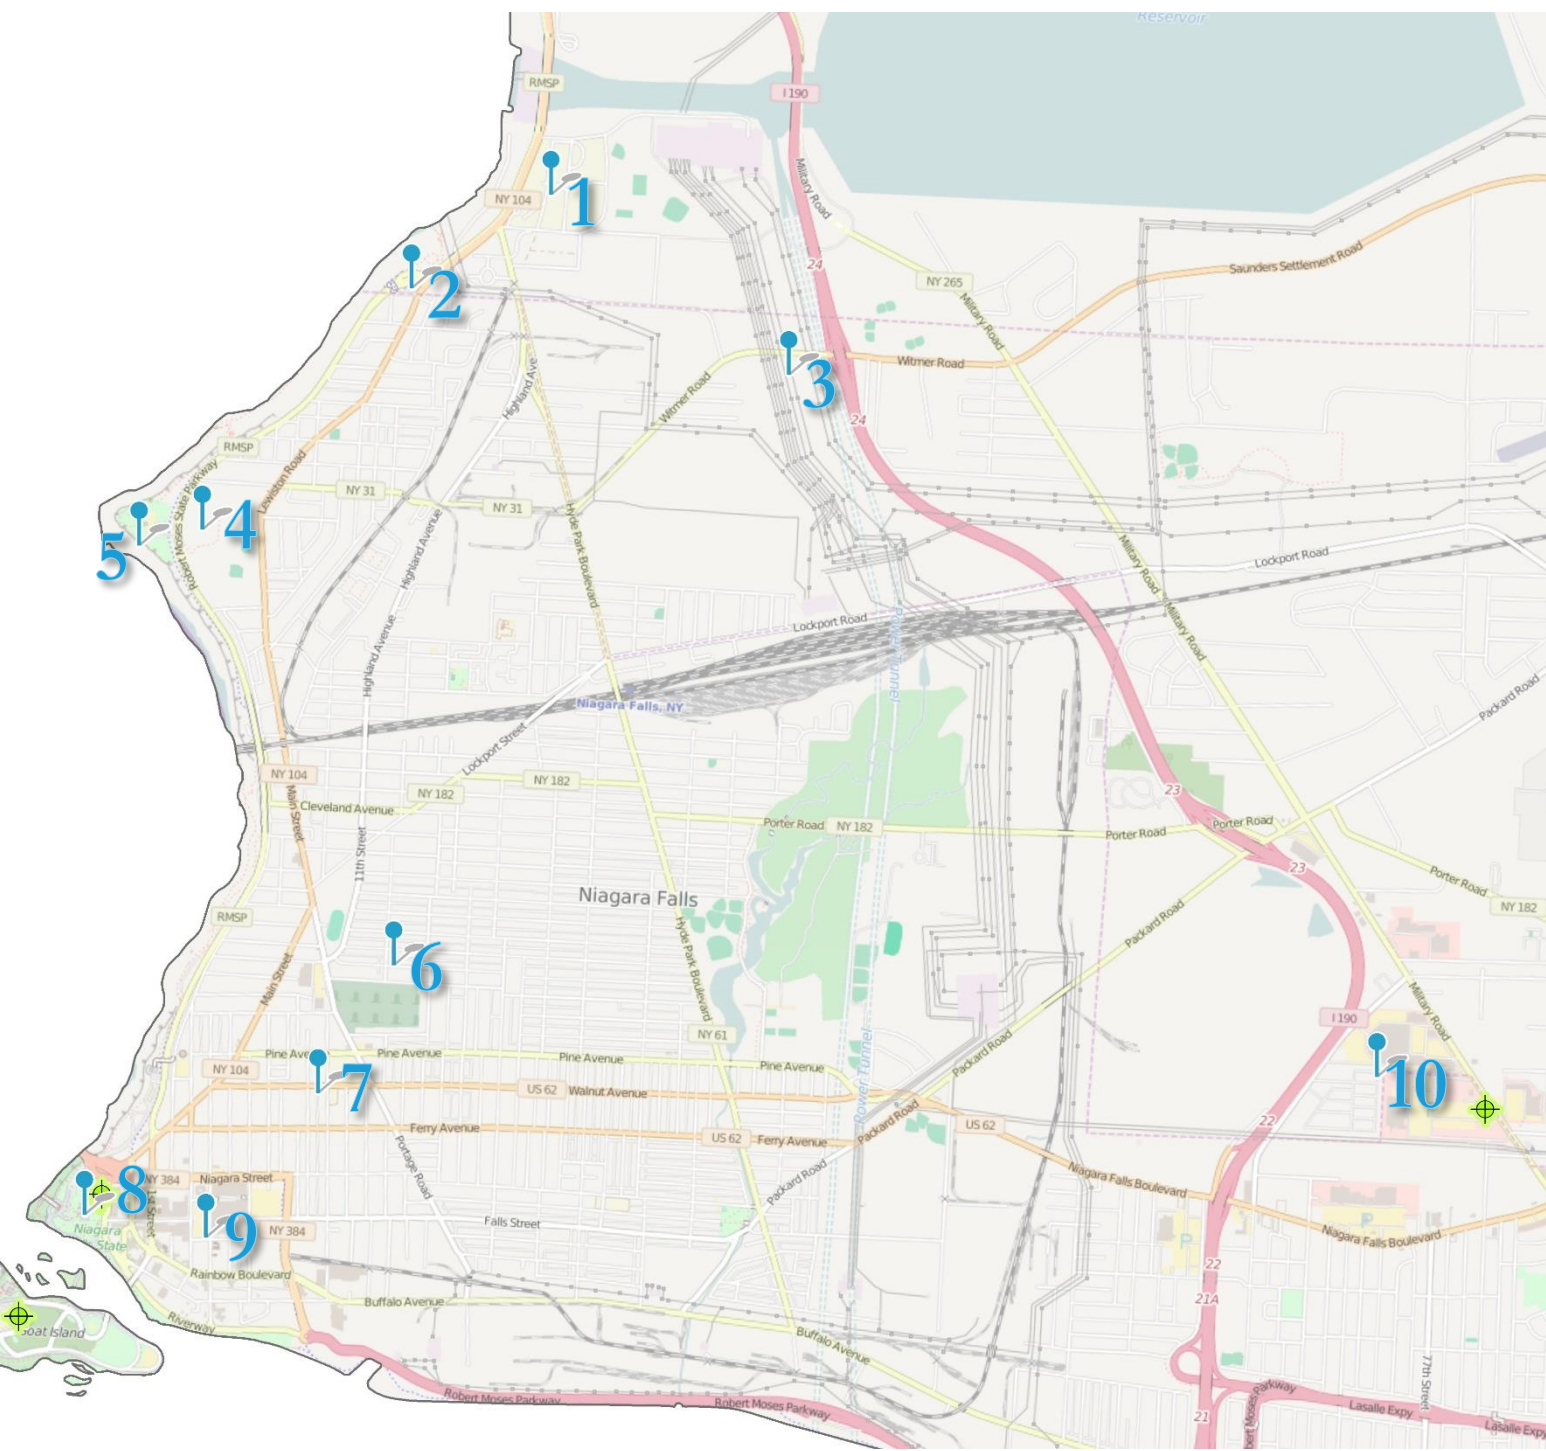 Reservoir
RMSP
I 190
Military Road
1
NY 104
24
Saunders Settlement Road
NY 265
2
Military Road
Witmer Road
3
Highland Ave
Witmer Road
24
RMSP
Robert Moses State Parkway
Lewiston Road
NY 31
NY 31
4
5
Highland Avenue
Hyde Park Boulevard
Military Road
Lockport Road
Military Road
Lockport Road
Power Tunnel
Highland Avenue
Packard Road
Niagara Falls, NY
Lockport Street
NY 104
NY 182
NY 182
Cleveland Avenue
Main Street
23
Porter Road
NY 182
Porter Road
Porter Road
11th Street
23
Porter Road
NY 182
Niagara Falls
RMSP
Packard Road
6
Hyde Park Boulevard
Main Street
Military Road
I 190
NY 61
Packard Road
Power Tunnel
Pine Ave
Pine Avenue
Pine Avenue
Pine Avenue
NY 104
7
US 62
Walnut Avenue
10
Packard Road
22
US 62
Ferry Avenue
US 62
Ferry Avenue
Portage Road
Packard Road
Niagara Falls Boulevard
8
NY 384
Niagara Street
1st Street
Niagara
State
9
NY 384
Falls Street
P
P
Niagara Falls Boulevard
22
Rainbow Boulevard
21A
Buffalo Avenue
Riverway
Buffalo Avenue
Goat Island
77th Street
Robert Moses Parkway
Robert Moses Parkway
bert Moses Parkway
21
Lasalle Expy
Lasalle Expy